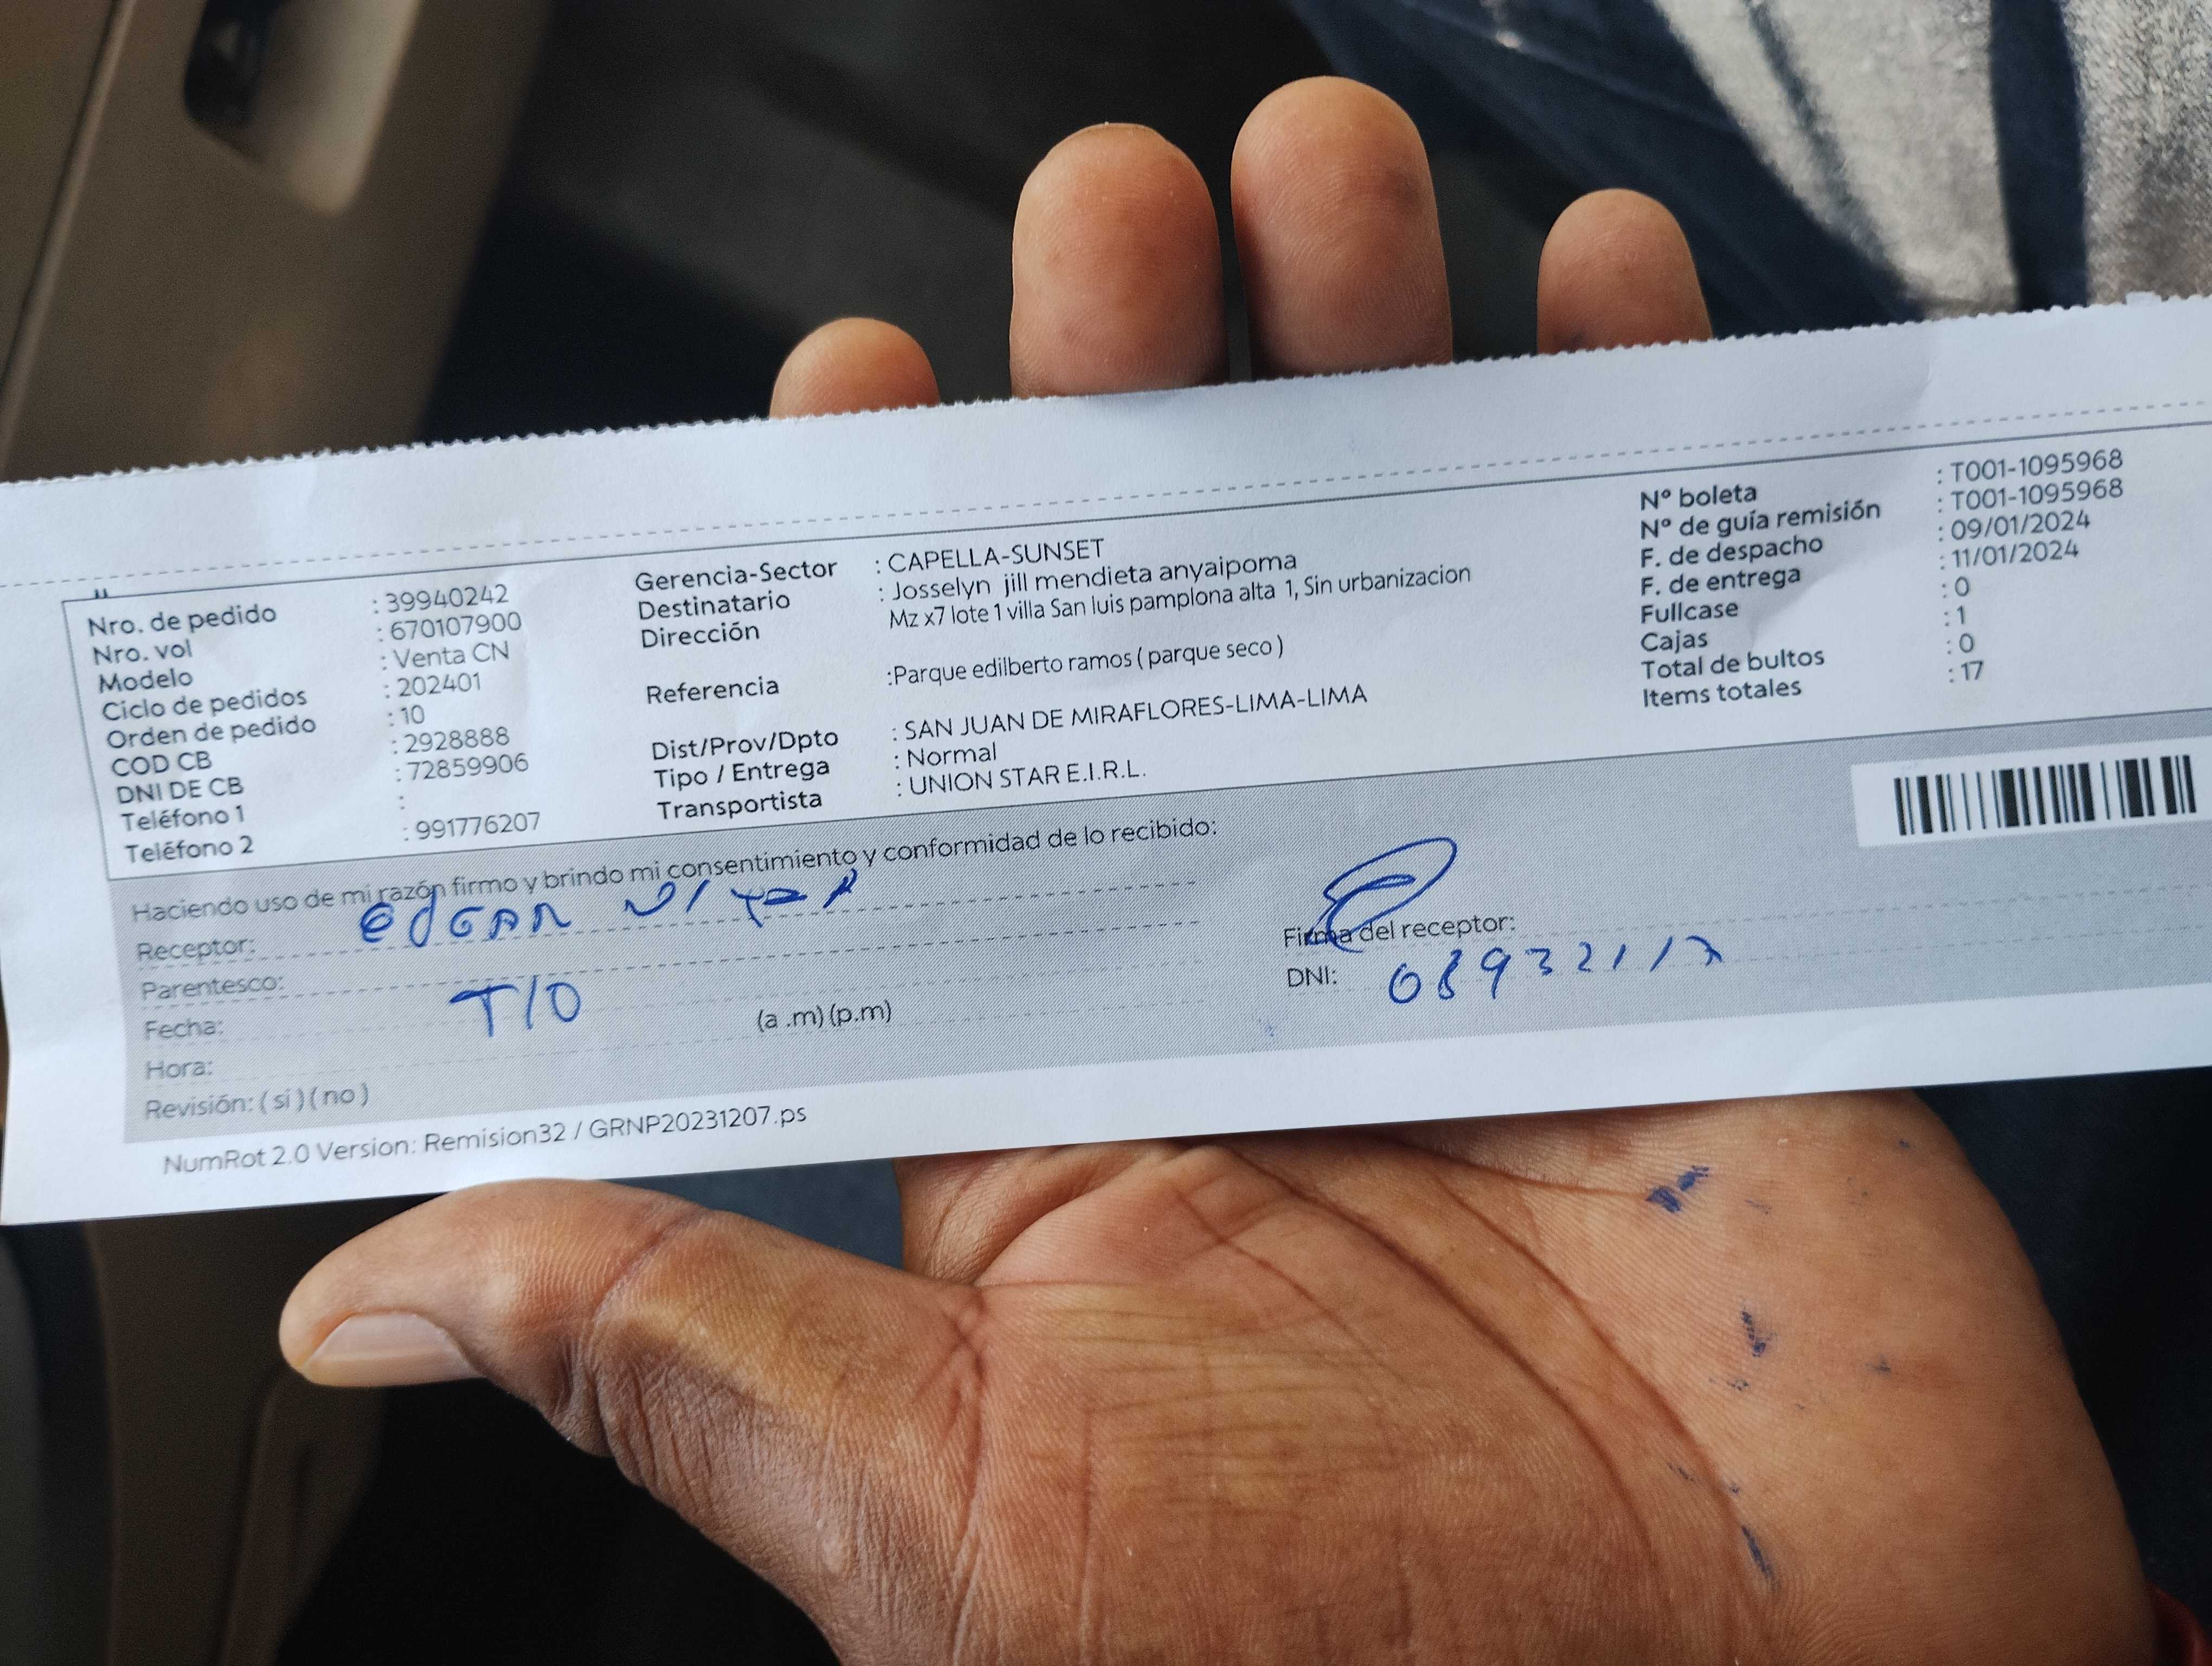 Nro. de pedido : 39940242
Nro. vol : 670107900
Modelo : Venta CN
Ciclo de pedidos : 202401
Orden de pedido : 10
COD CB : 2928888
DNI DE CB : 72859906
Teléfono 1 :
Teléfono 2 : 991776207
Gerencia-Sector : CAPELLA-SUNSET
Destinatario : Josselyn jill mendieta anyaipoma
Dirección Mz x7 lote 1 villa San luis pamplona alta 1, Sin urbanizacion
Referencia :Parque edilberto ramos ( parque seco )
Dist/Prov/Dpto : SAN JUAN DE MIRAFLORES-LIMA-LIMA
Tipo / Entrega : Normal
Transportista : UNION STAR E.I.R.L.
Nº boleta : T001-1095968
Nº de guía remisión : T001-1095968
F. de despacho : 09/01/2024
F. de entrega : 11/01/2024
Fullcase : 0
Cajas : 1
Total de bultos : 0
Items totales : 17
Haciendo uso de mi razón firmo y brindo mi consentimiento y conformidad de lo recibido:
Receptor: EDGAR
Parentesco: TIO
Fecha:
Hora: (a .m) (p.m)
Revisión: ( si ) ( no )
Firma del receptor:
DNI:
NumRot 2.0 Version: Remision32 / GRNP20231207.ps